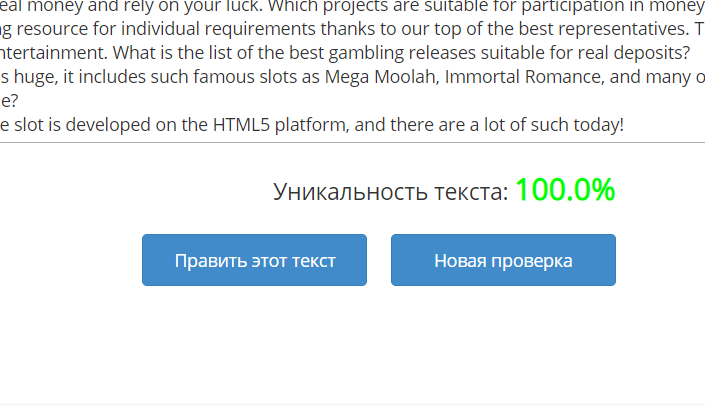 eal money and rely on your luck. Which projects are suitable for participation in money
ng resource for individual requirements thanks to our top of the best representatives. T
ntertainment. What is the list of the best gambling releases suitable for real deposits?
s huge, it includes such famous slots as Mega Moolah, Immortal Romance, and many o
e?
e slot is developed on the HTML5 platform, and there are a lot of such today!
Уникальность текста: 100.0%
Править этот текст Новая проверка